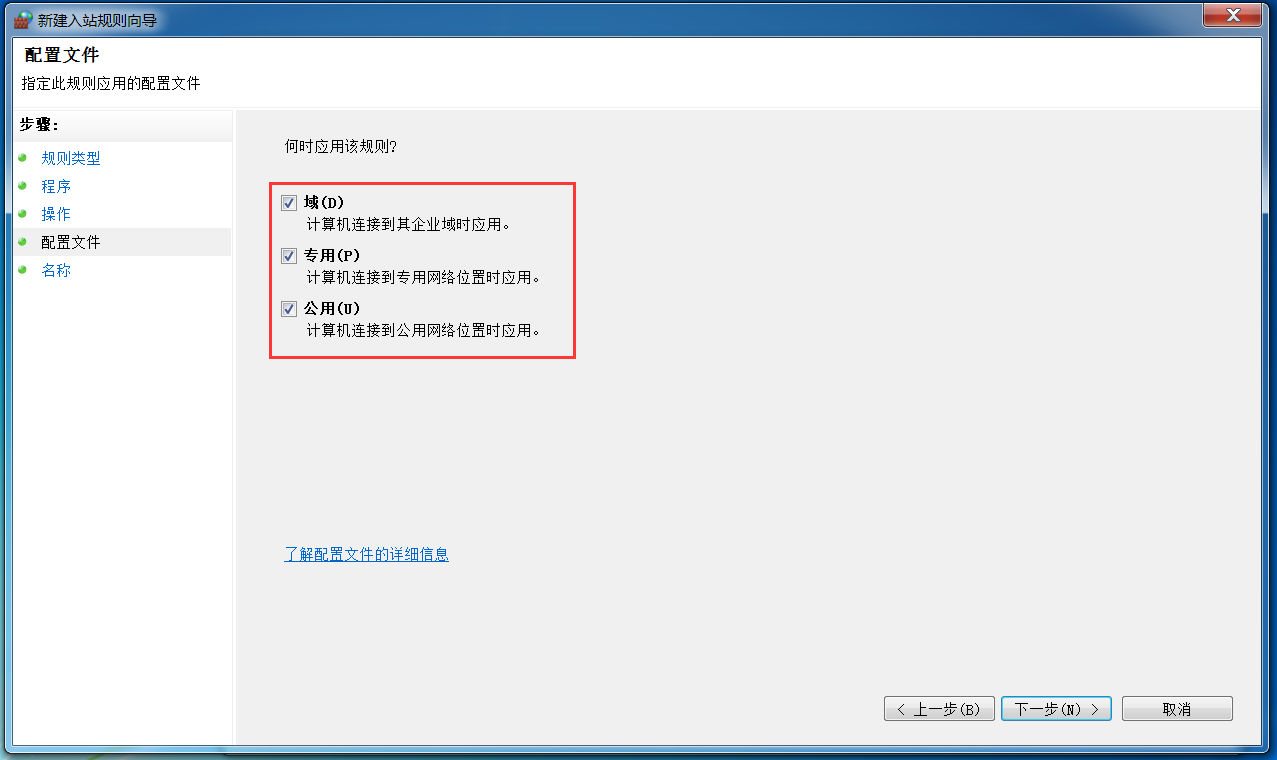 新建入站规则向导
配置文件
指定此规则应用的配置文件
步骤:
规则类型
程序
操作
配置文件
名称
何时应用该规则?
域(D)
计算机连接到其企业域时应用。
专用(P)
计算机连接到专用网络位置时应用。
公用(U)
计算机连接到公用网络位置时应用。
了解配置文件的详细信息
< 上一步(B)
下一步(N) >
取消